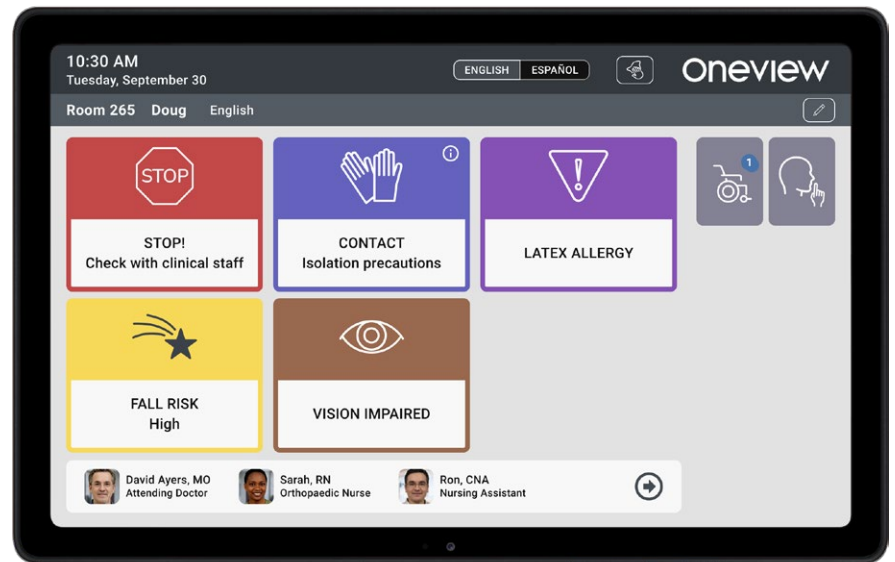 10:30 AM
Tuesday, September 30
ENGLISH ESPAÑOL
Oneview
Room 265 Doug English
STOP
STOP!
Check with clinical staff
CONTACT
Isolation precautions
LATEX ALLERGY
1
FALL RISK
High
VISION IMPAIRED
David Ayers, MO
Attending Doctor
Sarah, RN
Orthopaedic Nurse
Ron, CNA
Nursing Assistant